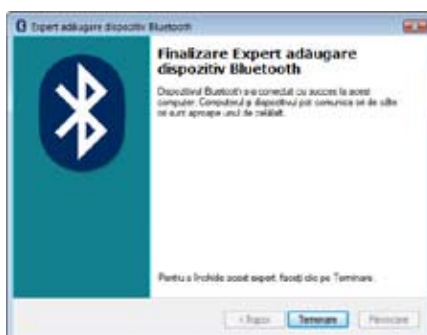 Expert adăugare dispozitiv Bluetooth
Finalizare Expert adăugare
dispozitiv Bluetooth
Dispozitivul Bluetooth s-a conectat cu succes la acest
computer. Computerul și dispozitivul pot comunica ori de câte
ori sunt aproape unul de celălalt.
Pentru a închide acest expert, faceți clic pe Terminare.
< Înapoi Terminare Revocare